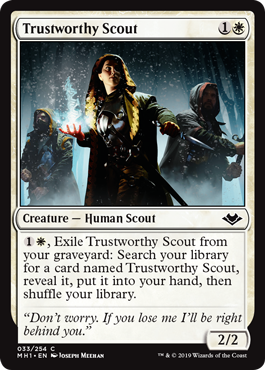 Trustworthy Scout 1
Creature — Human Scout
1 , Exile Trustworthy Scout from
your graveyard: Search your library
for a card named Trustworthy Scout,
reveal it, put it into your hand, then
shuffle your library.
"Don't worry. If you lose me I'll be right
behind you."
2/2
033/254 C
MH1 • EN Joseph Meehan
™ & © 2019 Wizards of the Coast